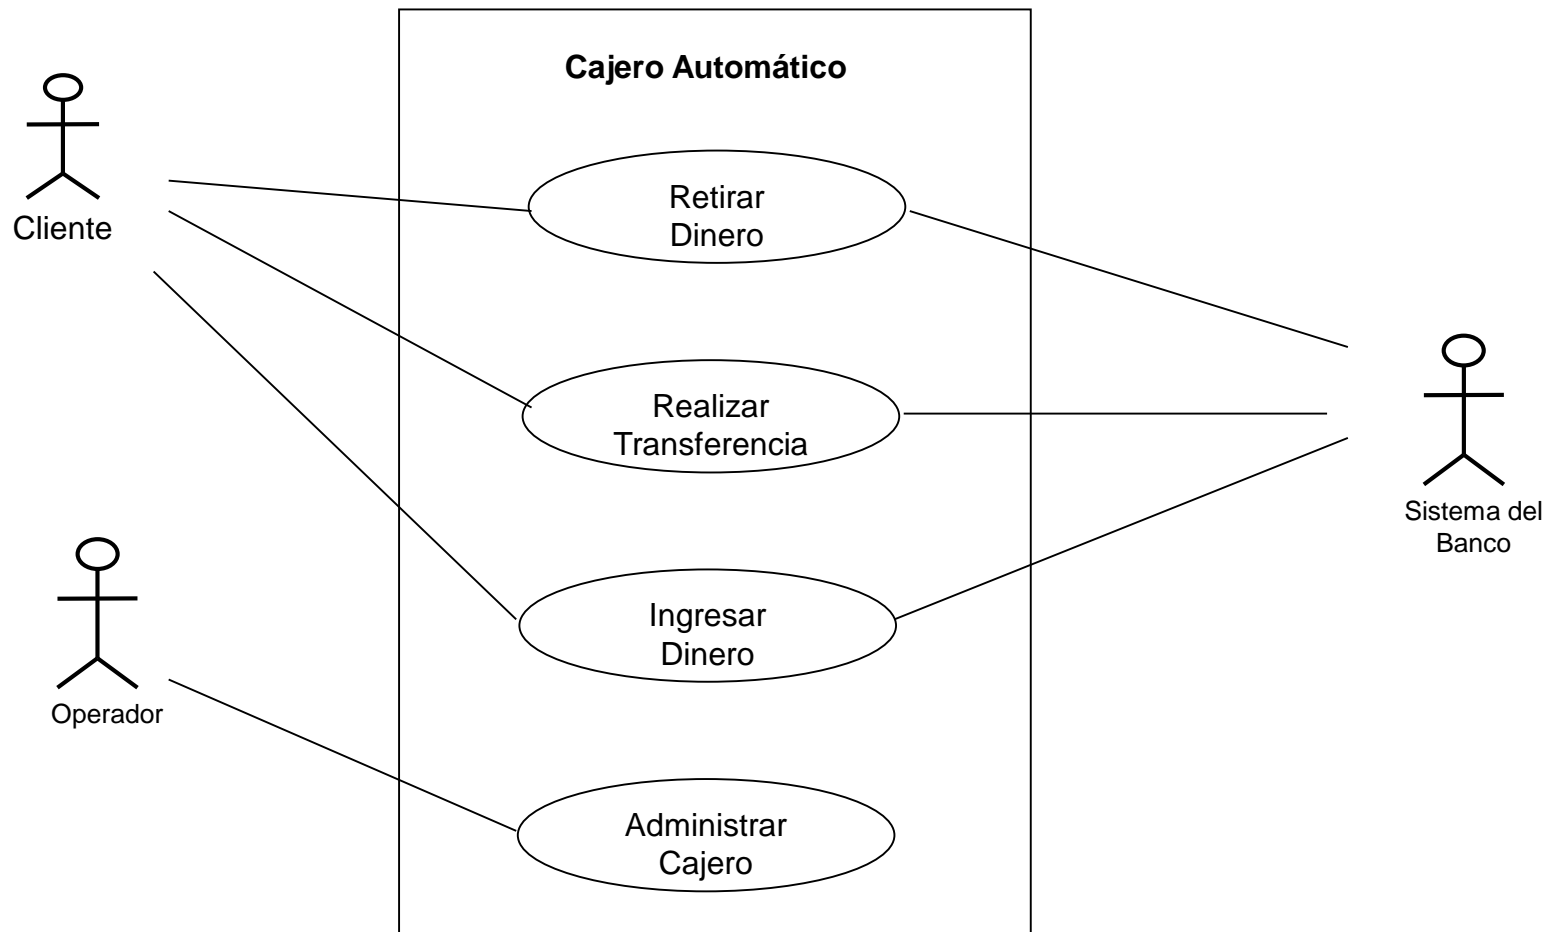 Cajero Automático
Cliente
Retirar
Dinero
Realizar
Transferencia
Sistema del
Banco
Ingresar
Dinero
Operador
Administrar
Cajero